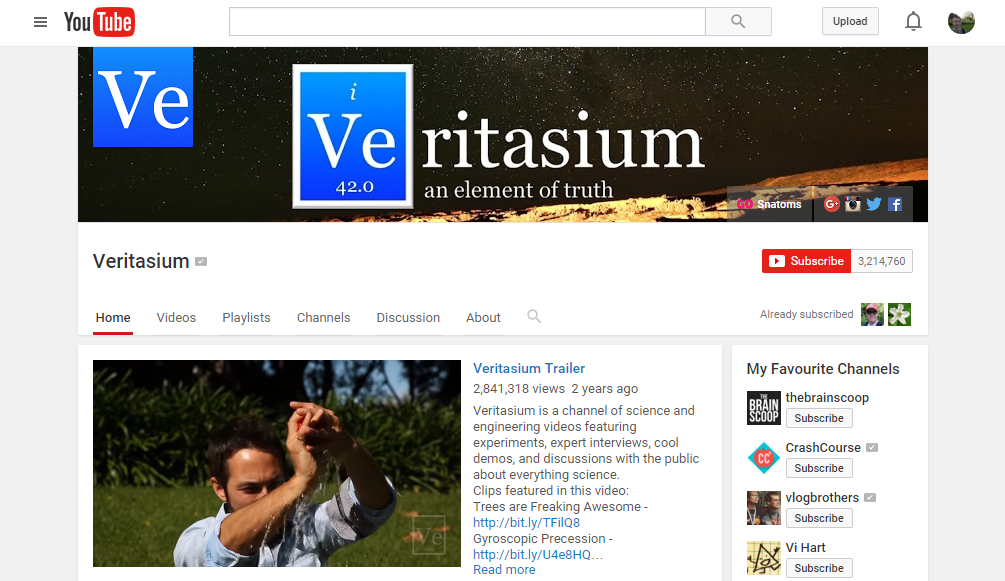 YouTube
Upload
Ve
i
Ve
ritasium
42.0
an element of truth
GO Snatoms
Veritasium
Subscribe 3,214,760
Home Videos Playlists Channels Discussion About
Already subscribed
Veritasium Trailer
2,841,318 views 2 years ago
Veritasium is a channel of science and
engineering videos featuring
experiments, expert interviews, cool
demos, and discussions with the public
about everything science.
Clips featured in this video:
Trees are Freaking Awesome -
http://bit.ly/TFilQ8
Gyroscopic Precession -
http://bit.ly/U4e8HQ…
Read more
Ve
My Favourite Channels
THE
BRAIN
SCOOP
thebrainscoop
Subscribe
CC
CrashCourse
Subscribe
vlogbrothers
Subscribe
Vi Hart
Subscribe